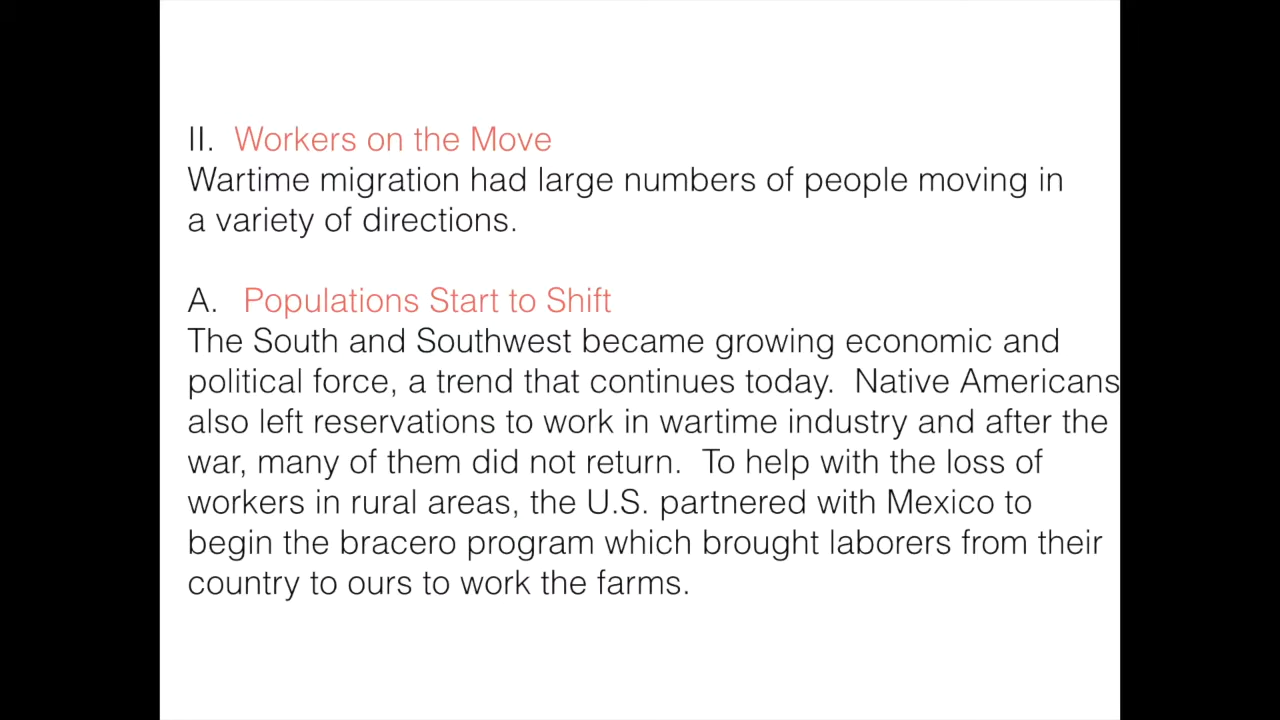 II. Workers on the Move
Wartime migration had large numbers of people moving in
a variety of directions.
A. Populations Start to Shift
The South and Southwest became growing economic and
political force, a trend that continues today. Native Americans
also left reservations to work in wartime industry and after the
war, many of them did not return. To help with the loss of
workers in rural areas, the U.S. partnered with Mexico to
begin the bracero program which brought laborers from their
country to ours to work the farms.